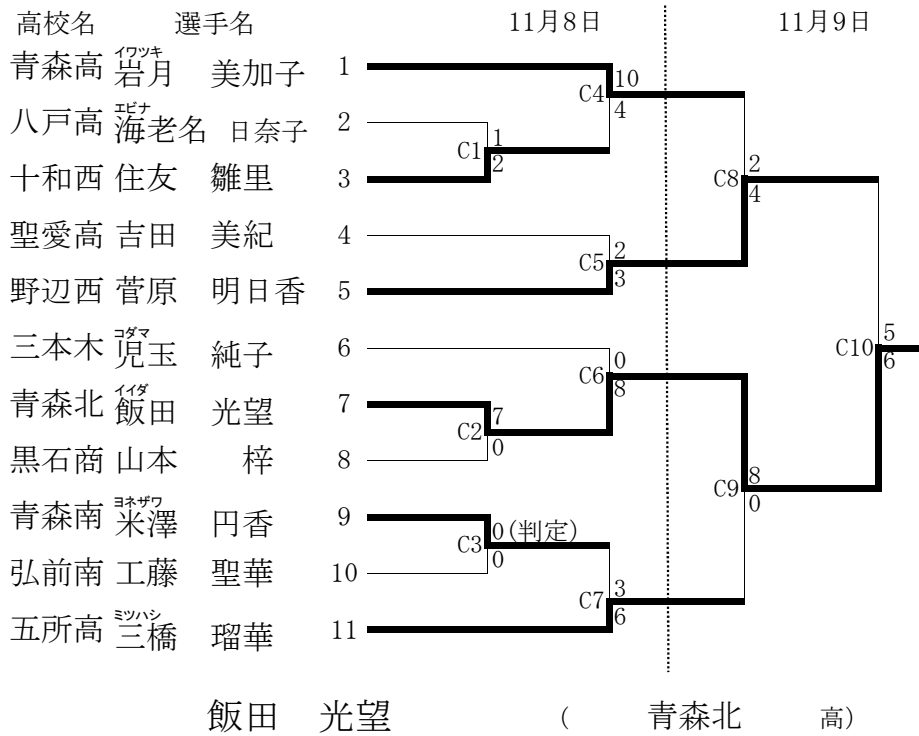 高校名 選手名 11月8日 11月9日
イワツキ
青森高 岩月 美加子 1
10
C4
4
エビナ
八戸高 海老名 日奈子 2
1
C1
2
2
C8
4
十和西 住友 雛里 3
聖愛高 吉田 美紀 4
2
C5
3
野辺西 菅原 明日香 5
コダマ
三本木 児玉 純子 6
5
C10
6
0
C6
8
イイダ
青森北 飯田 光望 7
7
C2
0
黒石商 山本 梓 8
8
C9
0
ヨネザワ
青森南 米澤 円香 9
0(判定)
C3
0
弘前南 工藤 聖華 10
3
C7
6
ミツハシ
五所高 三橋 瑠華 11
飯田 光望 ( 青森北 高)